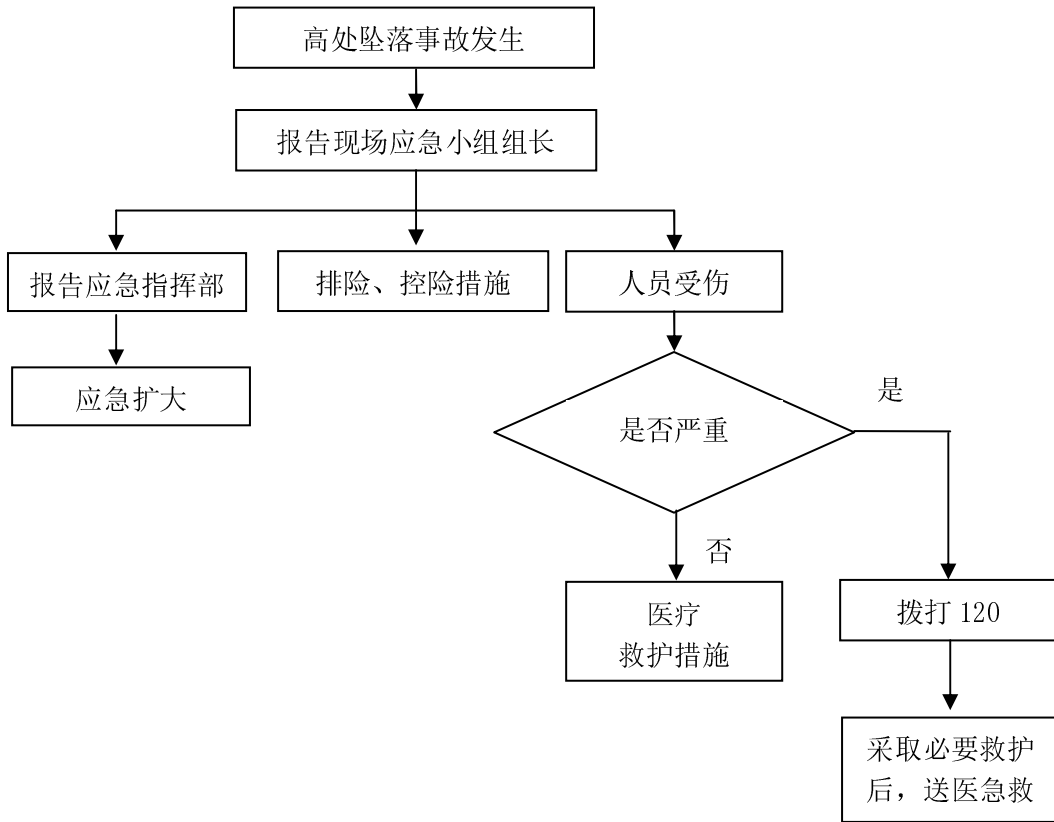 高处坠落事故发生
报告现场应急小组组长
报告应急指挥部
排险、控险措施
人员受伤
应急扩大
是
是否严重
否
医疗
救护措施
拨打 120
采取必要救护
后，送医急救